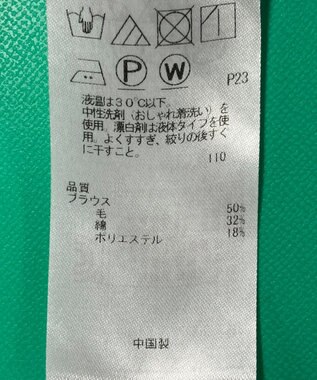 P W P23
液温は30℃以下。
中性洗剤(おしゃれ着洗い)を
使用。漂白剤は液体タイプを使
用。よくすすぎ、絞りの後すぐ
に干すこと。
110
品質
ブラウス
毛 50%
綿 32%
ポリエステル 18%
中国製